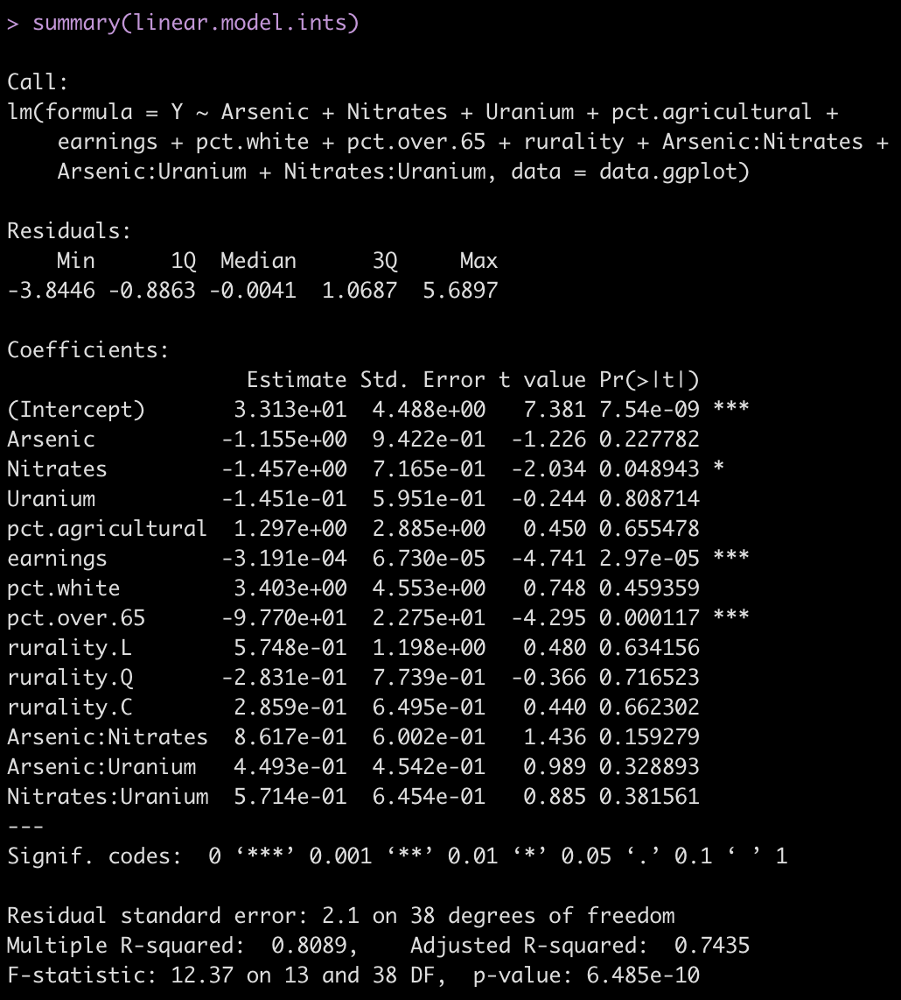 > summary(linear.model.ints)

Call:
lm(formula = Y ~ Arsenic + Nitrates + Uranium + pct.agricultural +
    earnings + pct.white + pct.over.65 + rurality + Arsenic:Nitrates +
    Arsenic:Uranium + Nitrates:Uranium, data = data.ggplot)

Residuals:
    Min      1Q  Median      3Q     Max
-3.8446 -0.8863 -0.0041  1.0687  5.6897

Coefficients:
                   Estimate Std. Error t value Pr(>|t|)
(Intercept)       3.313e+01  4.488e+00   7.381 7.54e-09 ***
Arsenic          -1.155e+00  9.422e-01  -1.226 0.227782
Nitrates         -1.457e+00  7.165e-01  -2.034 0.048943 *
Uranium          -1.451e-01  5.951e-01  -0.244 0.808714
pct.agricultural  1.297e+00  2.885e+00   0.450 0.655478
earnings         -3.191e-04  6.730e-05  -4.741 2.97e-05 ***
pct.white         3.403e+00  4.553e+00   0.748 0.459359
pct.over.65      -9.770e+01  2.275e+01  -4.295 0.000117 ***
rurality.L        5.748e-01  1.198e+00   0.480 0.634156
rurality.Q       -2.831e-01  7.739e-01  -0.366 0.716523
rurality.C        2.859e-01  6.495e-01   0.440 0.662302
Arsenic:Nitrates  8.617e-01  6.002e-01   1.436 0.159279
Arsenic:Uranium   4.493e-01  4.542e-01   0.989 0.328893
Nitrates:Uranium  5.714e-01  6.454e-01   0.885 0.381561
---
Signif. codes:  0 ‘***’ 0.001 ‘**’ 0.01 ‘*’ 0.05 ‘.’ 0.1 ‘ ’ 1

Residual standard error: 2.1 on 38 degrees of freedom
Multiple R-squared:  0.8089,    Adjusted R-squared:  0.7435
F-statistic: 12.37 on 13 and 38 DF,  p-value: 6.485e-10